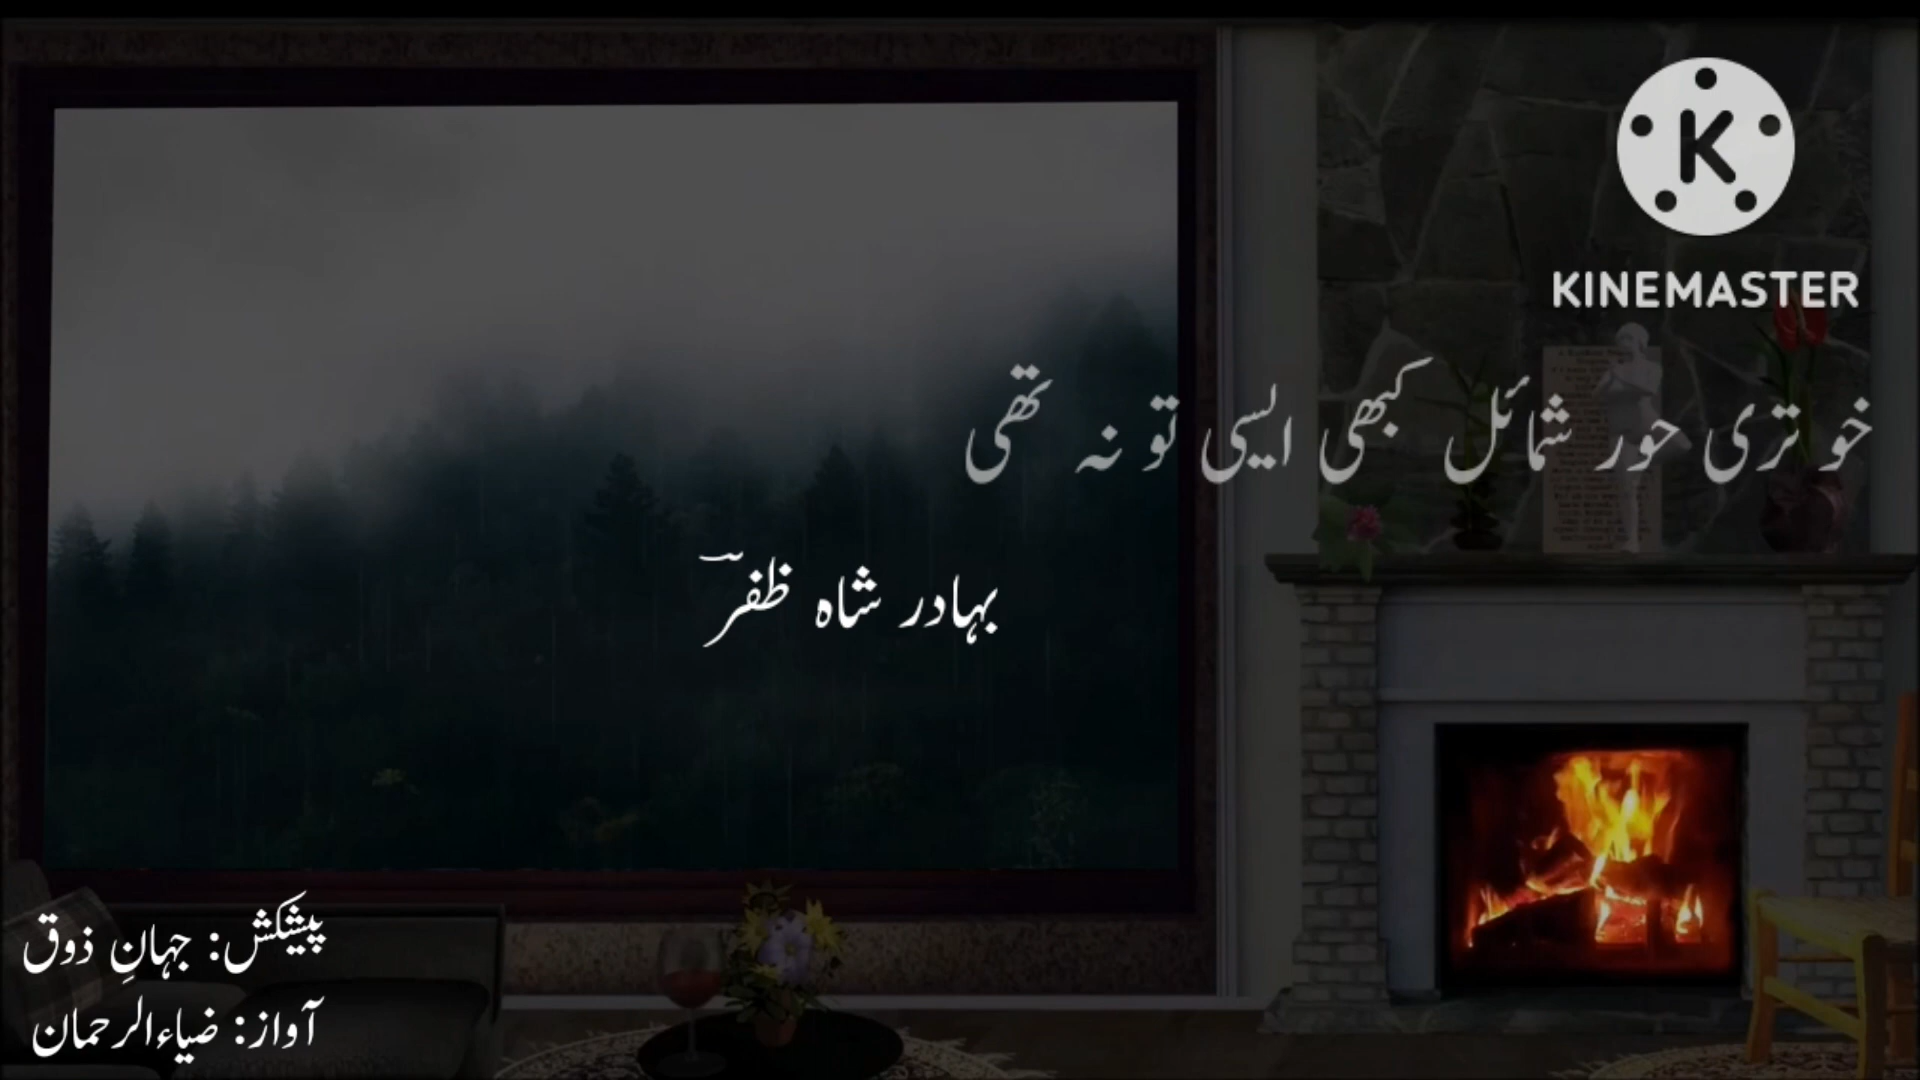 KINEMASTER
خو تری حور شمائل کبھی ایسی تو نہ تھی
بہادر شاہ ظفرؔ
پیشکش: جہانِ ذوق
آواز: ضیاءالرحمان